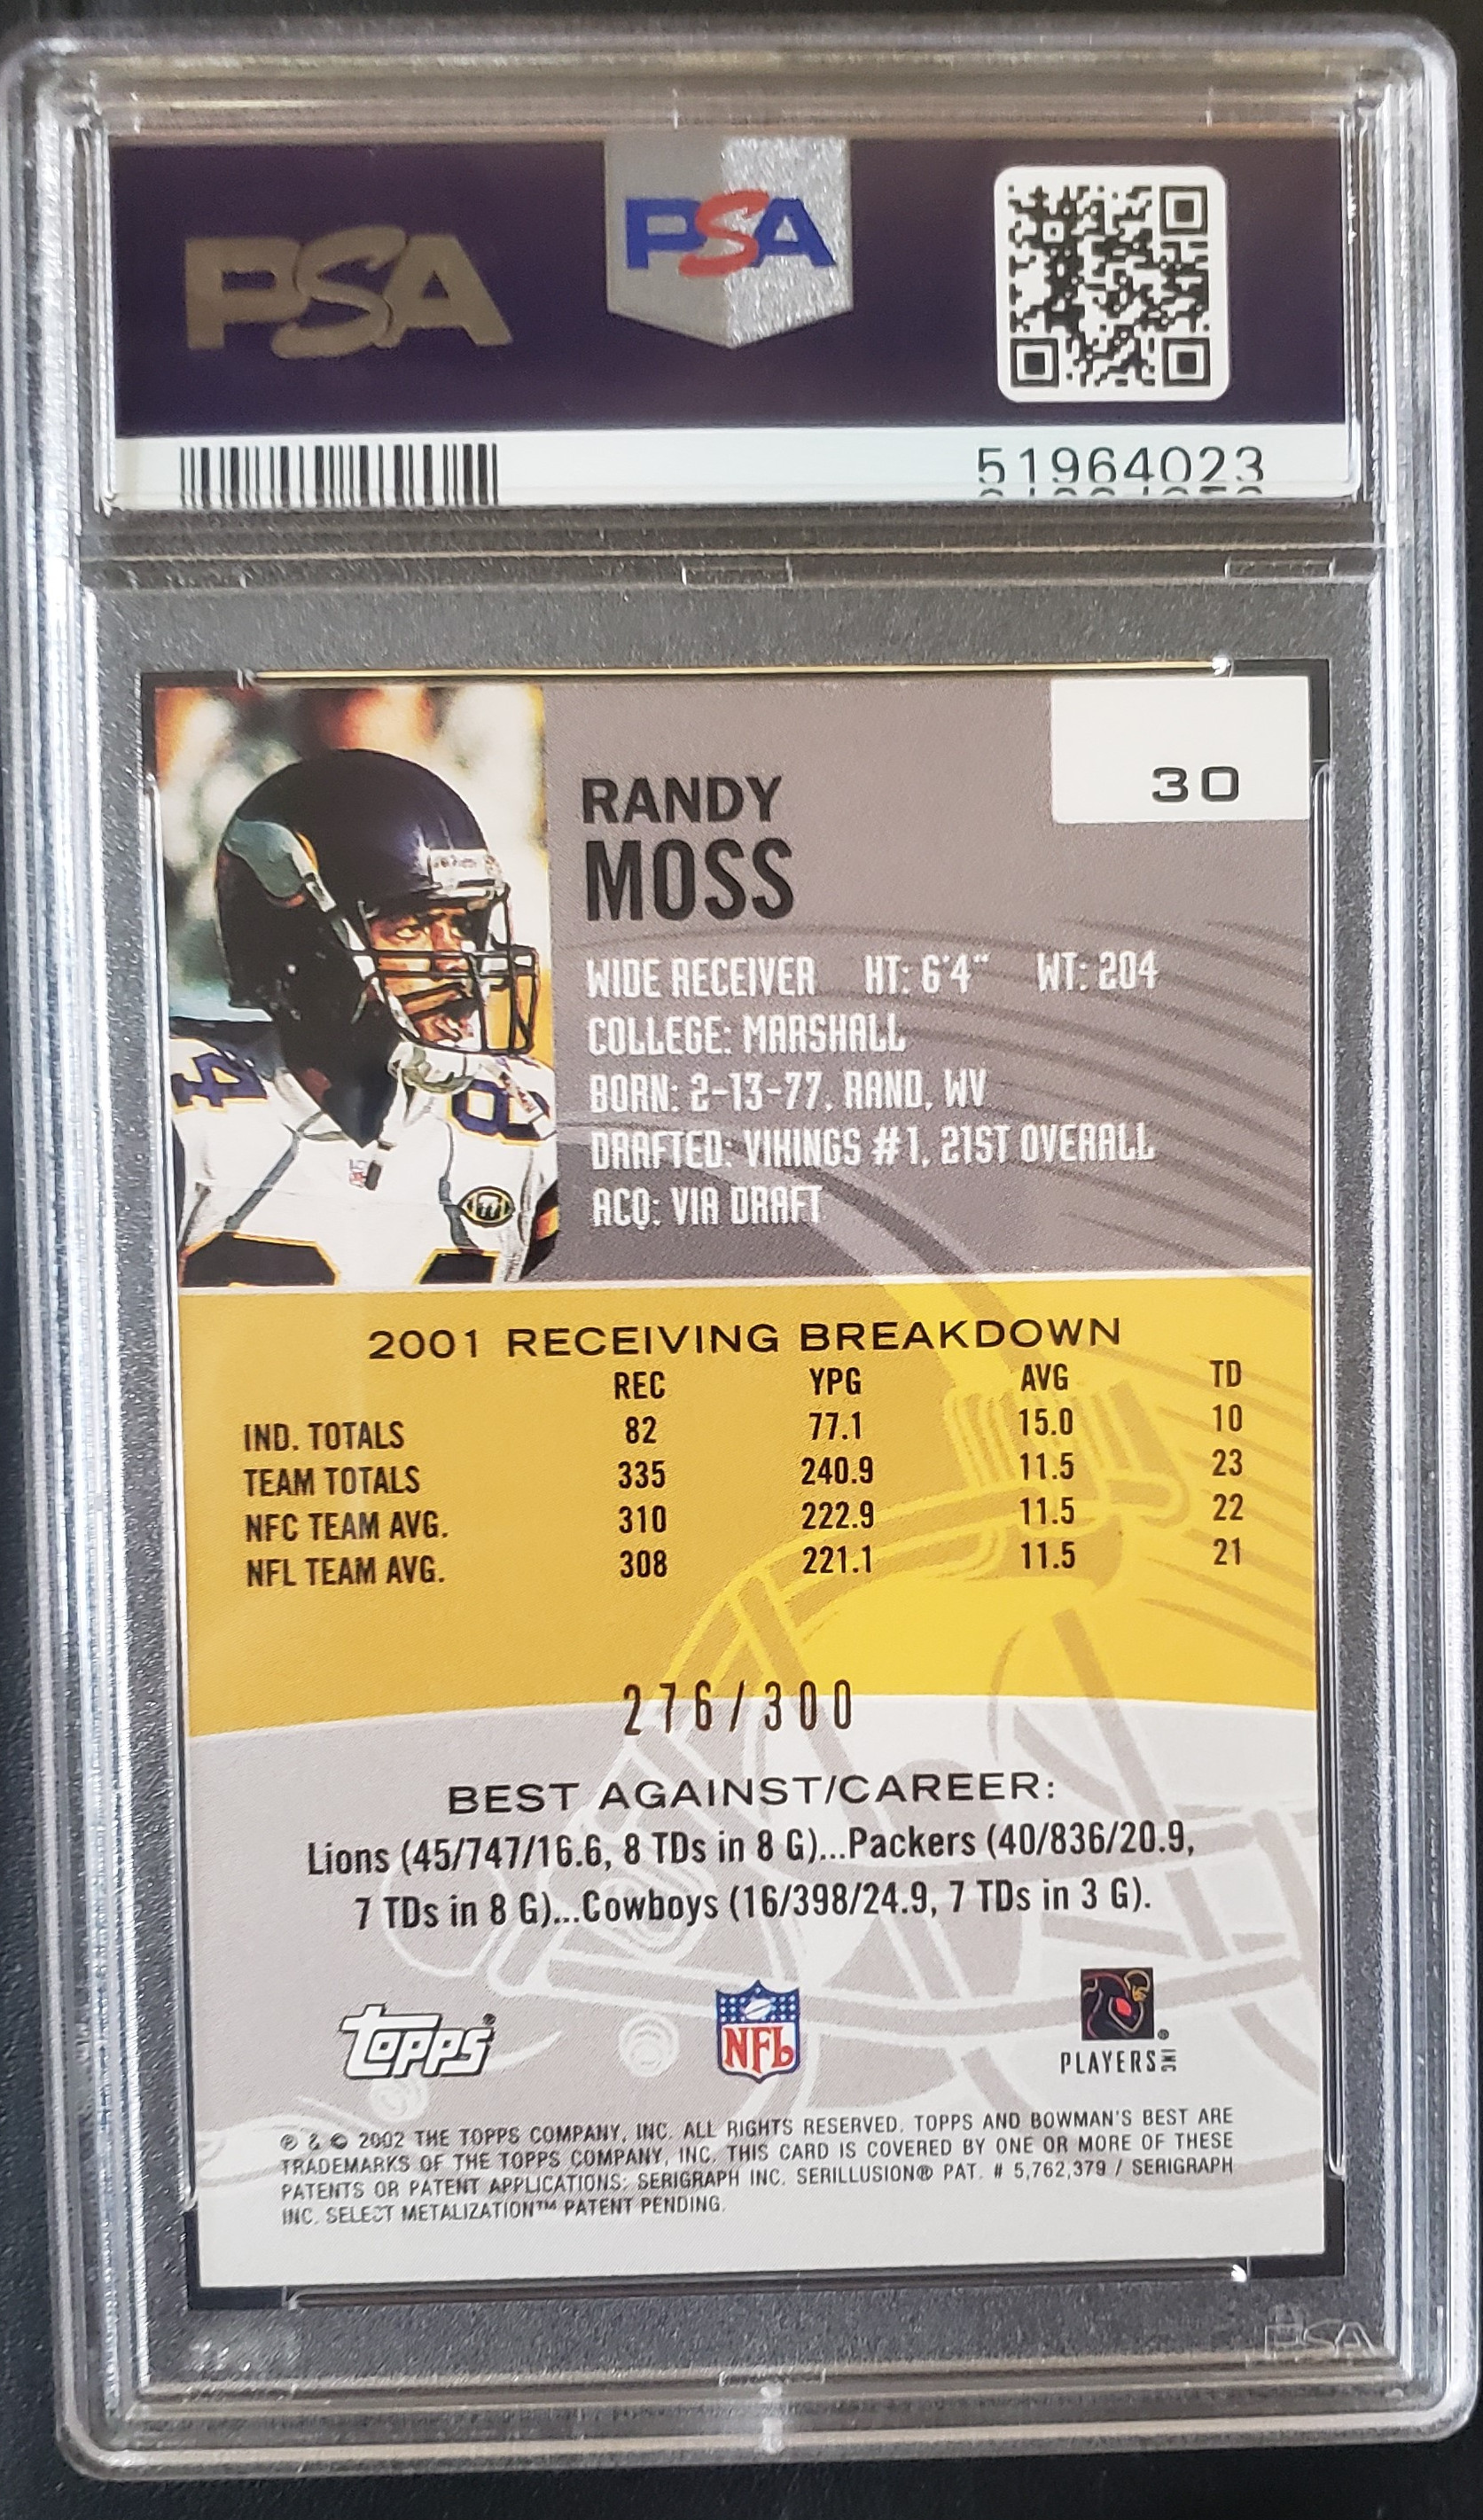 PSA
PSA
51964023
30
RANDY
MOSS
WIDE RECEIVER HT: 6'4" WT: 204
COLLEGE: MARSHALL
BORN: 2-13-77, RAND, WV
DRAFTED: VIKINGS #1, 21ST OVERALL
ACQ: VIA DRAFT
2001 RECEIVING BREAKDOWN
REC YPG AVG TD
IND. TOTALS 82 77.1 15.0 10
TEAM TOTALS 335 240.9 11.5 23
NFC TEAM AVG. 310 222.9 11.5 22
NFL TEAM AVG. 308 221.1 11.5 21
276/300
BEST AGAINST/CAREER:
Lions (45/747/16.6, 8 TDs in 8 G)...Packers (40/836/20.9,
7 TDs in 8 G)...Cowboys (16/398/24.9, 7 TDs in 3 G).
Topps® NFL PLAYERS INC ®
℗ & © 2002 THE TOPPS COMPANY, INC. ALL RIGHTS RESERVED. TOPPS AND BOWMAN'S BEST ARE
TRADEMARKS OF THE TOPPS COMPANY, INC. THIS CARD IS COVERED BY ONE OR MORE OF THESE
PATENTS OR PATENT APPLICATIONS: SERIGRAPH INC. SERILLUSION® PAT. # 5,762,379 / SERIGRAPH
INC. SELECT METALIZATION™ PATENT PENDING.
PSA